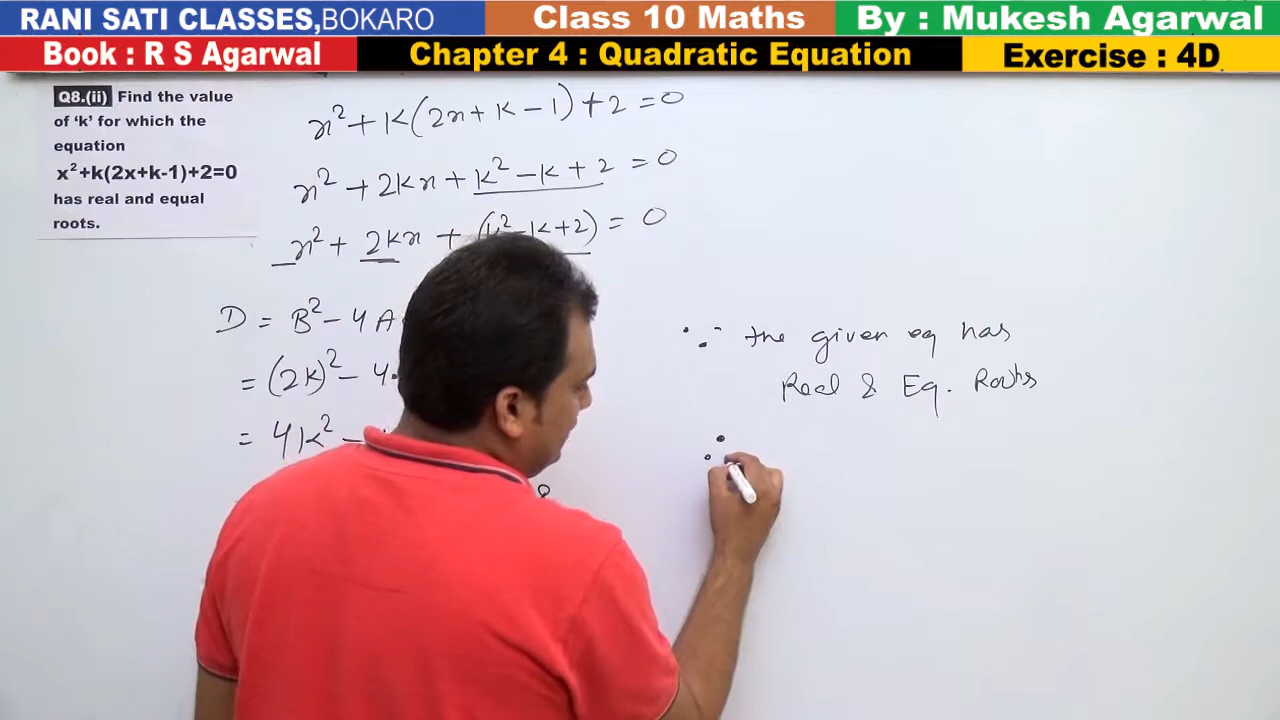 RANI SATI CLASSES,BOKARO
Class 10 Maths
By : Mukesh Agarwal
Book : R S Agarwal
Chapter 4 : Quadratic Equation
Exercise : 4D
Q8.(ii) Find the value
of ‘k’ for which the
equation
x²+k(2x+k-1)+2=0
has real and equal
roots.
x² + k(2x + k - 1) + 2 = 0
x² + 2kx + k² - k + 2 = 0
x² + 2kx + (k² - k + 2) = 0
D = B² - 4A
= (2k)² - 4.
= 4k² -
∵ the given eq has
Real & Eq. Roots
∴